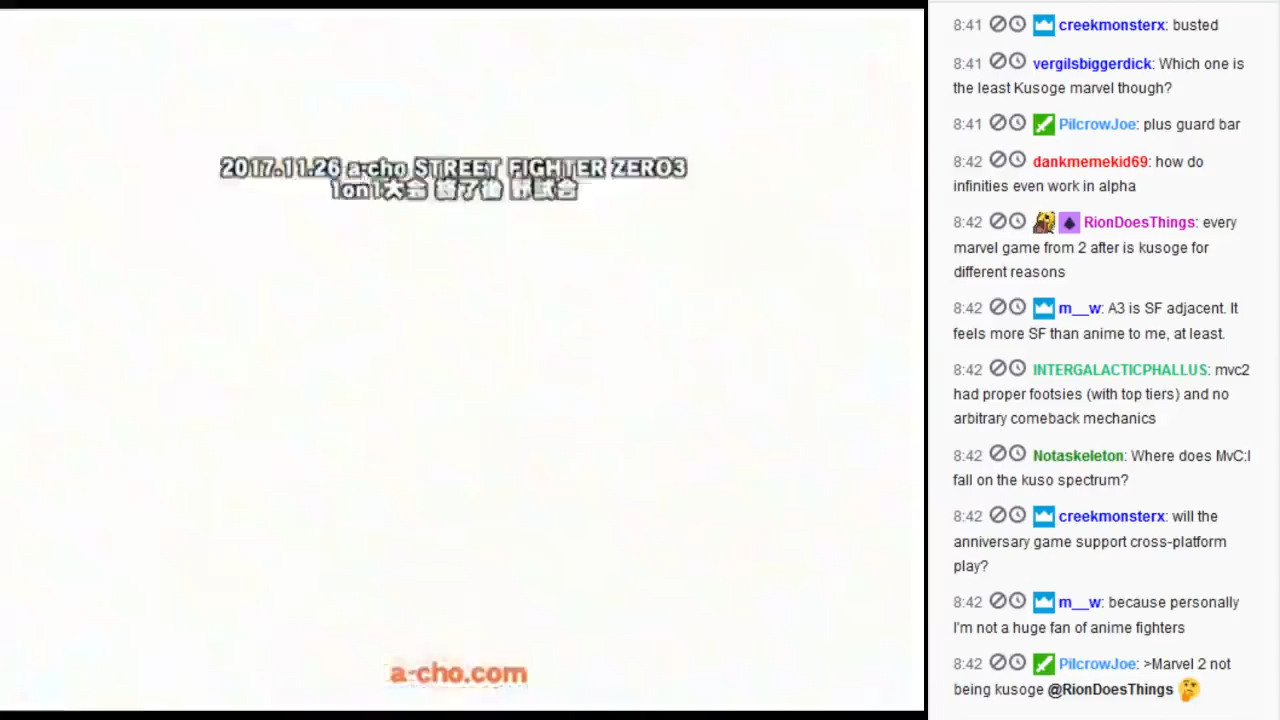 2017.11.26 a-cho STREET FIGHTER ZERO3
1on1大会 終了後 野試合
a-cho.com
8:41 creekmonsterx: busted
8:41 vergilsbiggerdick: Which one is
the least Kusoge marvel though?
8:41 PilcrowJoe: plus guard bar
8:42 dankmemekid69: how do
infinities even work in alpha
8:42 RionDoesThings: every
marvel game from 2 after is kusoge for
different reasons
8:42 m__w: A3 is SF adjacent. It
feels more SF than anime to me, at least.
8:42 INTERGALACTICPHALLUS: mvc2
had proper footsies (with top tiers) and no
arbitrary comeback mechanics
8:42 Notaskeleton: Where does MvC:I
fall on the kuso spectrum?
8:42 creekmonsterx: will the
anniversary game support cross-platform
play?
8:42 m__w: because personally
I'm not a huge fan of anime fighters
8:42 PilcrowJoe: >Marvel 2 not
being kusoge @RionDoesThings